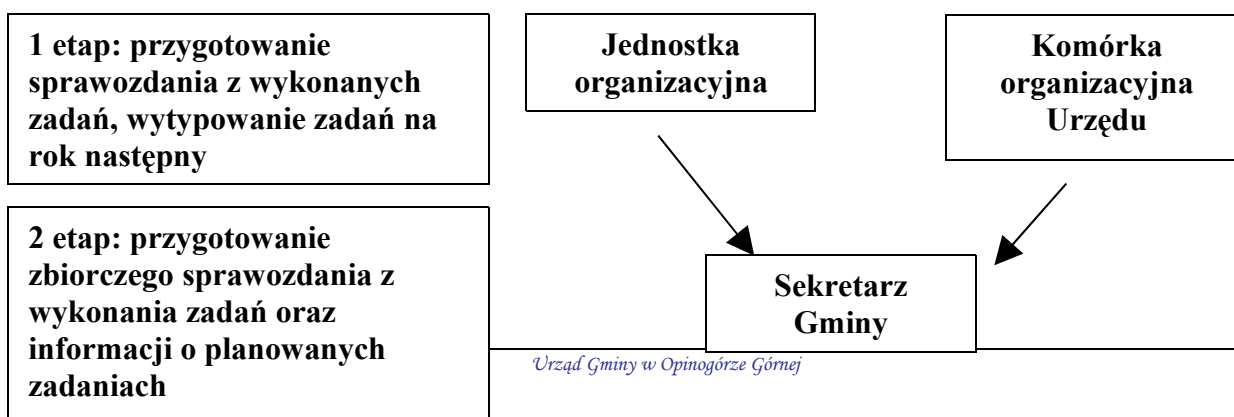 1 etap: przygotowanie
sprawozdania z wykonanych
zadań, wytypowanie zadań na
rok następny
Jednostka
organizacyjna
Komórka
organizacyjna
Urzędu
2 etap: przygotowanie
zbiorczego sprawozdania z
wykonania zadań oraz
informacji o planowanych
zadaniach
Sekretarz
Gminy
Urząd Gminy w Opinogórze Górnej